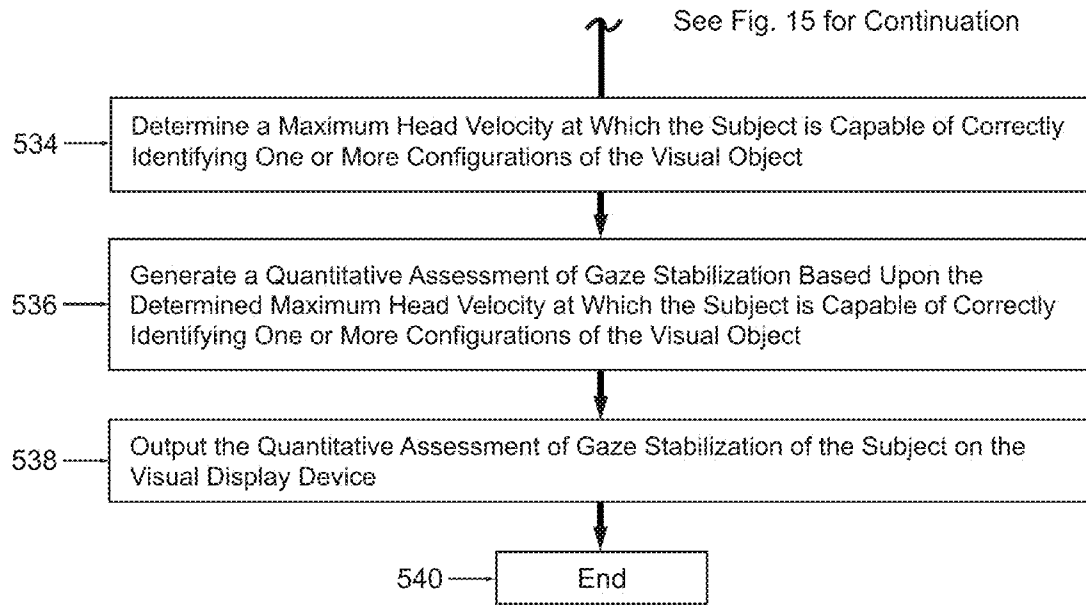 See Fig. 15 for Continuation
534
Determine a Maximum Head Velocity at Which the Subject is Capable of Correctly
Identifying One or More Configurations of the Visual Object
536
Generate a Quantitative Assessment of Gaze Stabilization Based Upon the
Determined Maximum Head Velocity at Which the Subject is Capable of Correctly
Identifying One or More Configurations of the Visual Object
538
Output the Quantitative Assessment of Gaze Stabilization of the Subject on the
Visual Display Device
540
End